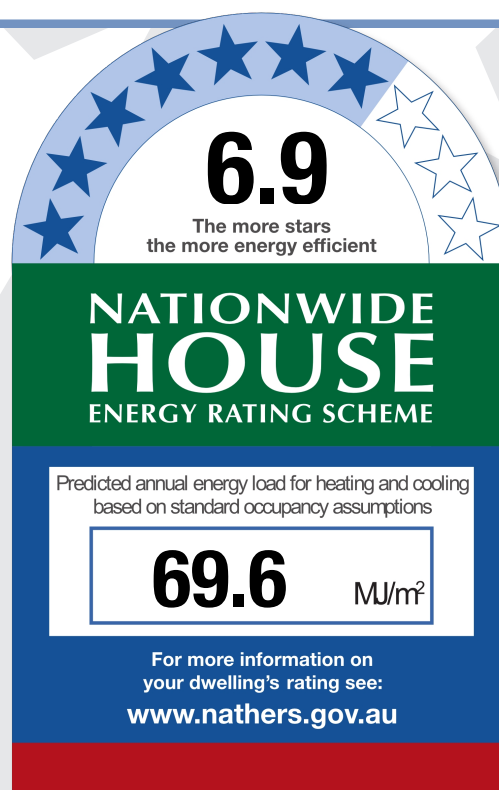 6.9
The more stars
the more energy efficient
NATIONWIDE
HOUSE
ENERGY RATING SCHEME
Predicted annual energy load for heating and cooling
based on standard occupancy assumptions
69.6 MJ/m²
For more information on
your dwelling's rating see:
www.nathers.gov.au